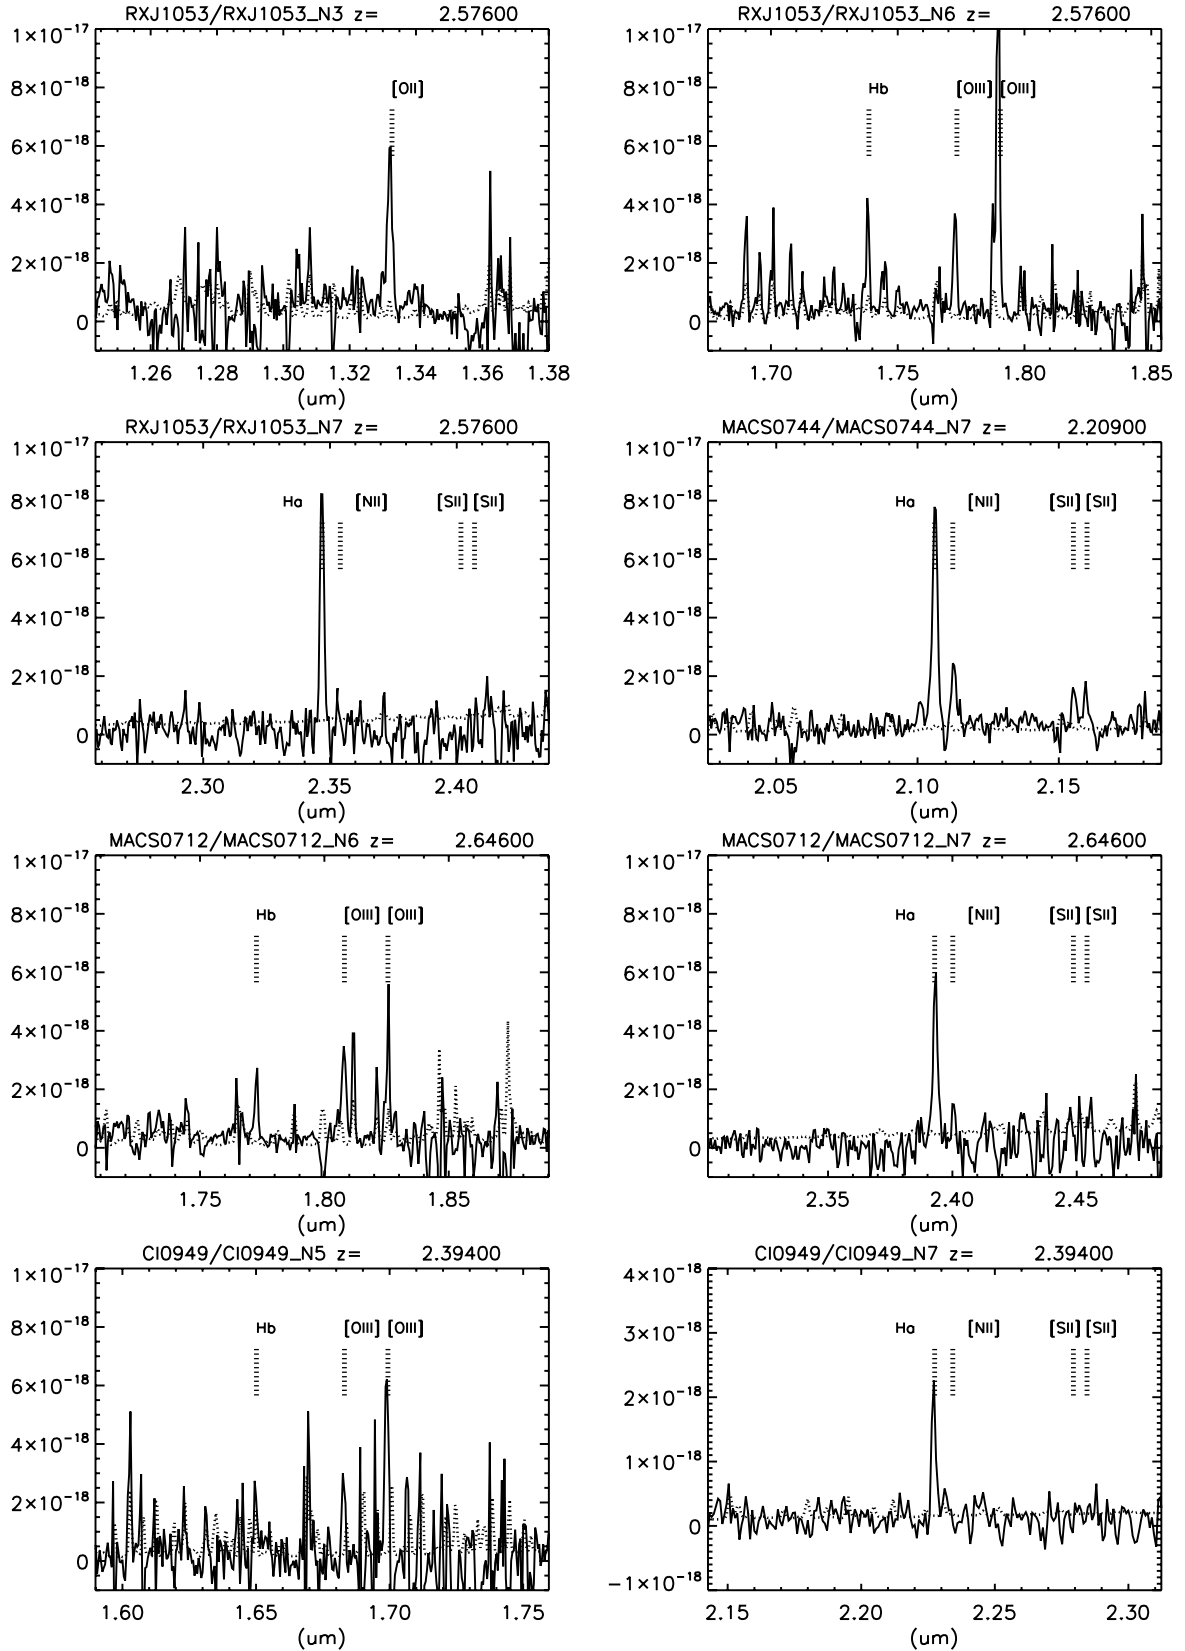 RXJ1053/RXJ1053_N3 z= 2.57600
1×10⁻¹⁷
8×10⁻¹⁸
6×10⁻¹⁸
4×10⁻¹⁸
2×10⁻¹⁸
0
[OII]
1.26 1.28 1.30 1.32 1.34 1.36 1.38
(um)
RXJ1053/RXJ1053_N6 z= 2.57600
1×10⁻¹⁷
8×10⁻¹⁸
6×10⁻¹⁸
4×10⁻¹⁸
2×10⁻¹⁸
0
Hb [OIII] [OIII]
1.70 1.75 1.80 1.85
(um)
RXJ1053/RXJ1053_N7 z= 2.57600
1×10⁻¹⁷
8×10⁻¹⁸
6×10⁻¹⁸
4×10⁻¹⁸
2×10⁻¹⁸
0
Ha [NII] [SII] [SII]
2.30 2.35 2.40
(um)
MACS0744/MACS0744_N7 z= 2.20900
1×10⁻¹⁷
8×10⁻¹⁸
6×10⁻¹⁸
4×10⁻¹⁸
2×10⁻¹⁸
0
Ha [NII] [SII] [SII]
2.05 2.10 2.15
(um)
MACS0712/MACS0712_N6 z= 2.64600
1×10⁻¹⁷
8×10⁻¹⁸
6×10⁻¹⁸
4×10⁻¹⁸
2×10⁻¹⁸
0
Hb [OIII] [OIII]
1.75 1.80 1.85
(um)
MACS0712/MACS0712_N7 z= 2.64600
1×10⁻¹⁷
8×10⁻¹⁸
6×10⁻¹⁸
4×10⁻¹⁸
2×10⁻¹⁸
0
Ha [NII] [SII] [SII]
2.35 2.40 2.45
(um)
Cl0949/Cl0949_N5 z= 2.39400
1×10⁻¹⁷
8×10⁻¹⁸
6×10⁻¹⁸
4×10⁻¹⁸
2×10⁻¹⁸
0
Hb [OIII] [OIII]
1.60 1.65 1.70 1.75
(um)
Cl0949/Cl0949_N7 z= 2.39400
4×10⁻¹⁸
3×10⁻¹⁸
2×10⁻¹⁸
1×10⁻¹⁸
0
−1×10⁻¹⁸
Ha [NII] [SII] [SII]
2.15 2.20 2.25 2.30
(um)